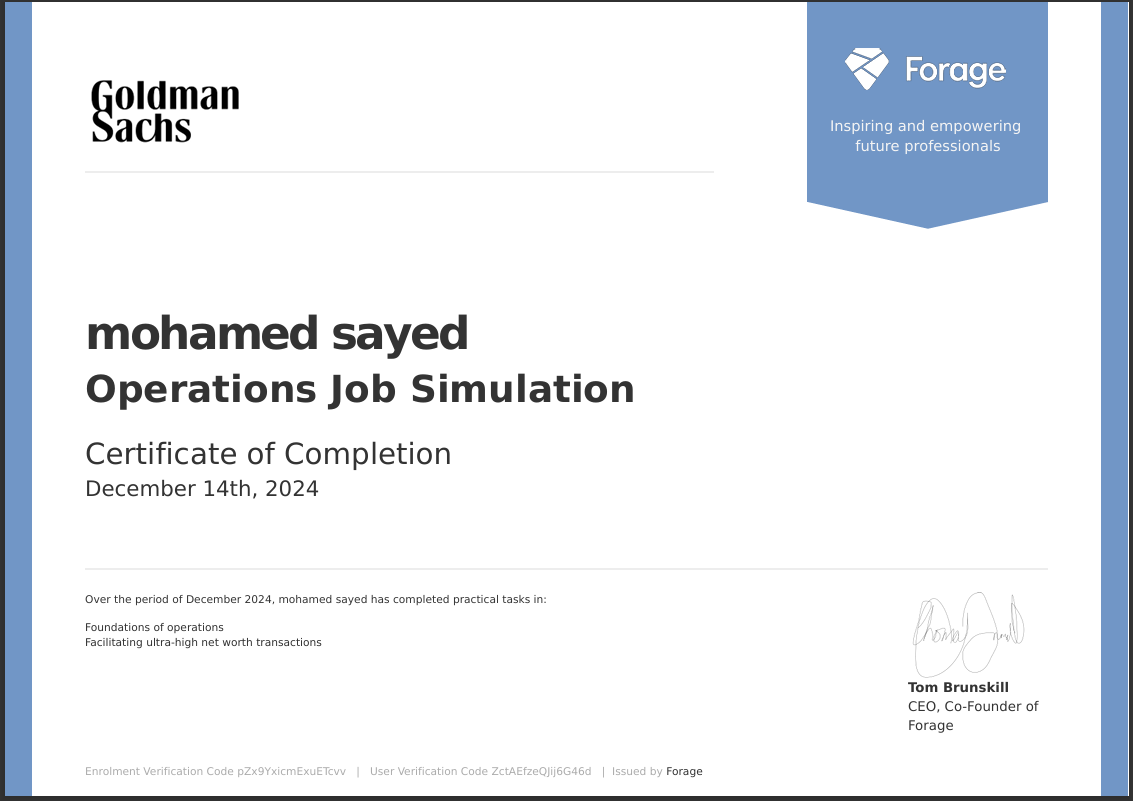 Goldman
Sachs
Forage
Inspiring and empowering
future professionals
mohamed sayed
Operations Job Simulation
Certificate of Completion
December 14th, 2024
Over the period of December 2024, mohamed sayed has completed practical tasks in:
Foundations of operations
Facilitating ultra-high net worth transactions
Tom Brunskill
CEO, Co-Founder of
Forage
Enrolment Verification Code pZx9YxicmExuETcvv | User Verification Code ZctAEfzeQJij6G46d | Issued by Forage